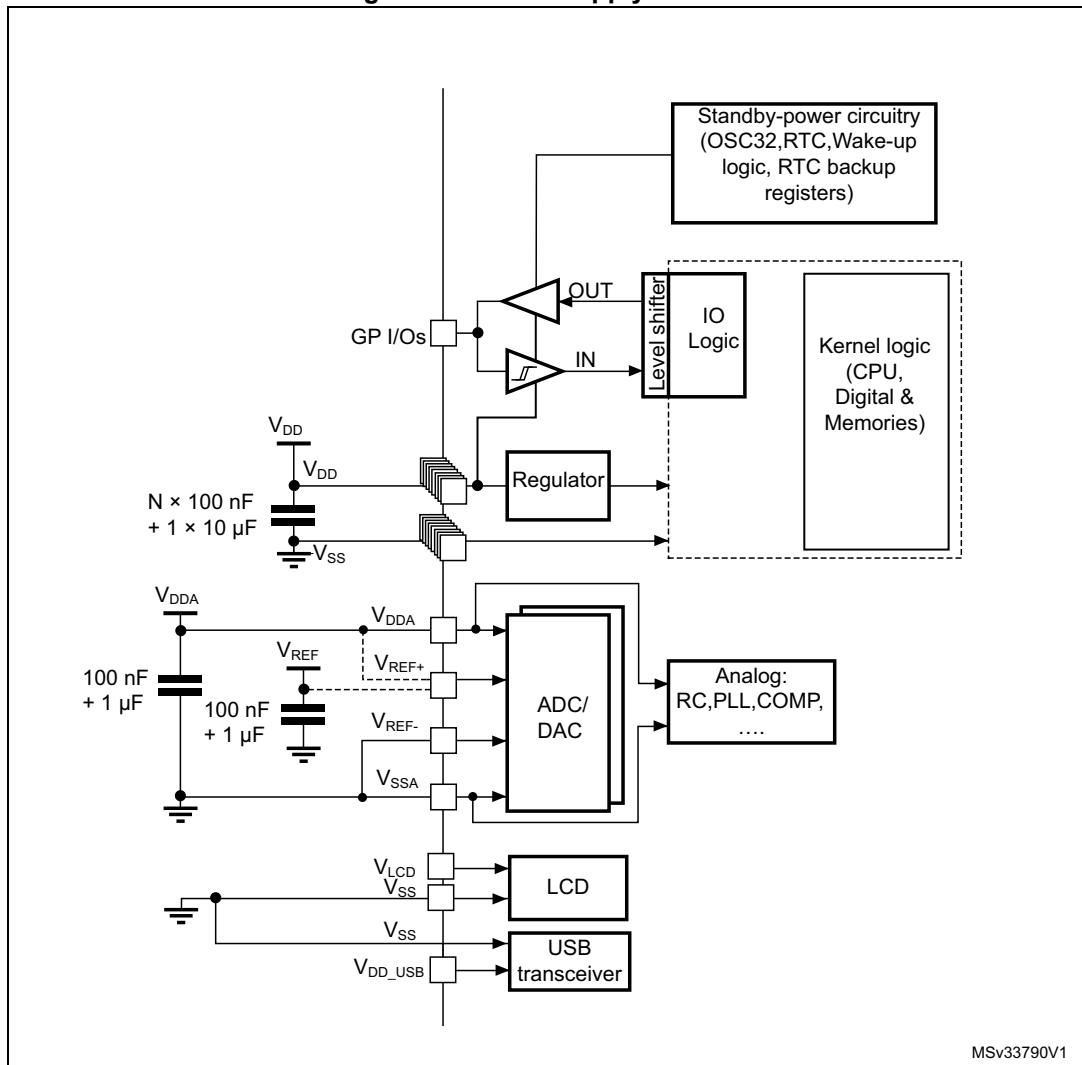 Standby-power circuitry
(OSC32,RTC,Wake-up
logic, RTC backup
registers)
OUT
Level shifter
IO
Logic
GP I/Os
IN
Kernel logic
(CPU,
Digital &
Memories)
VDD
VDD
Regulator
N × 100 nF
+ 1 × 10 µF
VSS
VDDA
VDDA
VREF
VREF+
100 nF
+ 1 µF
100 nF
+ 1 µF
ADC/
DAC
Analog:
RC,PLL,COMP,
....
VREF-
VSSA
VLCD
VSS
LCD
VSS
USB
transceiver
VDD_USB
MSv33790V1